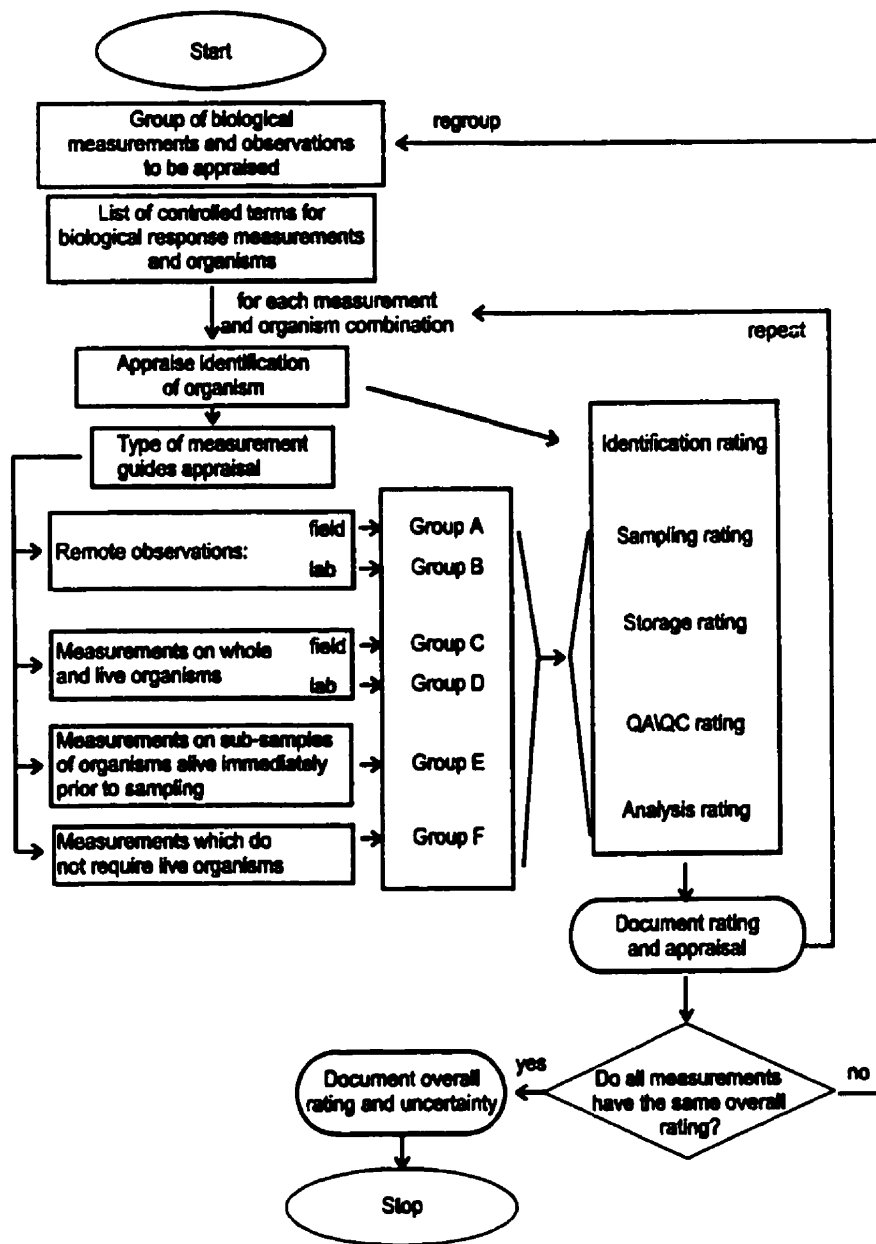 Start
Group of biological
measurements and observations
to be appraised
regroup
List of controlled terms for
biological response measurements
and organisms
for each measurement
and organism combination
repeat
Appraise identification
of organism
Type of measurement
guides appraisal
Identification rating
Remote observations:
field
Group A
lab
Group B
Sampling rating
Storage rating
Measurements on whole
and live organisms
field
Group C
lab
Group D
Measurements on sub-samples
of organisms alive immediately
prior to sampling
Group E
QA\QC rating
Analysis rating
Measurements which do
not require live organisms
Group F
Document rating
and appraisal
Do all measurements
have the same overall
rating?
yes
no
Document overall
rating and uncertainty
Stop